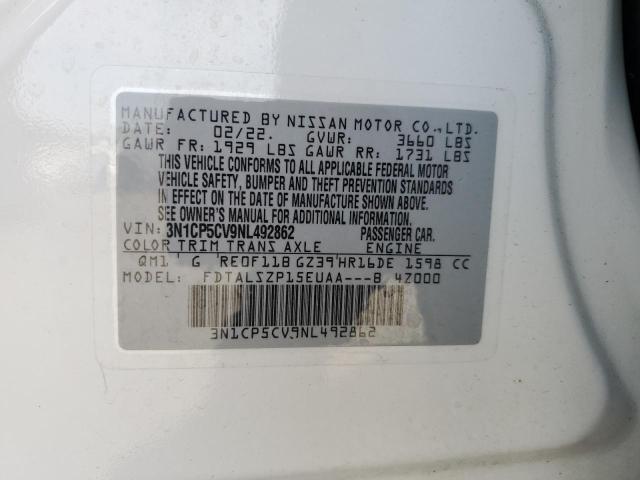 MANUFACTURED BY NISSAN MOTOR CO., LTD.
DATE: 02/22. GVWR: 3660 LBS
GAWR FR: 1929 LBS GAWR RR: 1731 LBS
THIS VEHICLE CONFORMS TO ALL APPLICABLE FEDERAL MOTOR
VEHICLE SAFETY, BUMPER AND THEFT PREVENTION STANDARDS
IN EFFECT ON THE DATE OF MANUFACTURE SHOWN ABOVE.
SEE OWNER'S MANUAL FOR ADDITIONAL INFORMATION.
VIN: 3N1CP5CV9NL492862 PASSENGER CAR.
COLOR TRIM TRANS AXLE ENGINE
QM1 G RE0F11B GZ39 HR16DE 1598 CC
MODEL: FDTALSZP15EUAA---B 4Z000
3N1CP5CV9NL492862